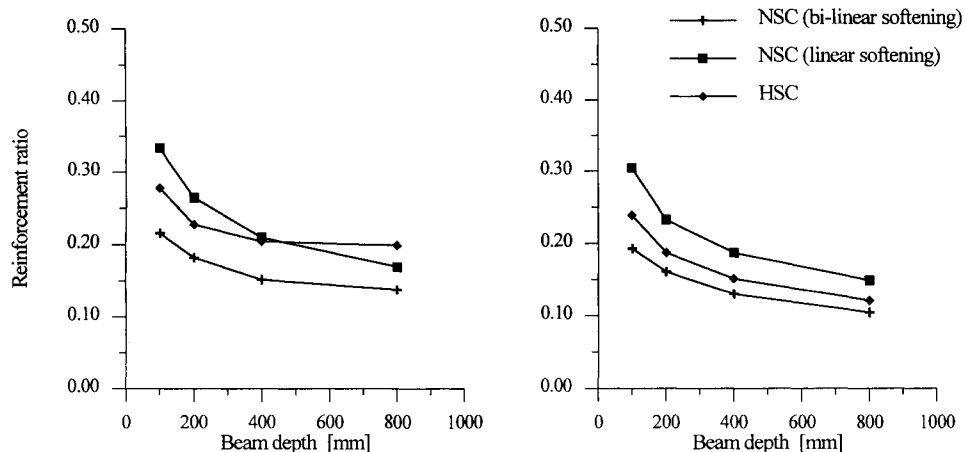 0.50
0.40
0.30
0.20
0.10
0.00
Reinforcement ratio
0 200 400 600 800 1000
Beam depth [mm]
0.50
0.40
0.30
0.20
0.10
0.00
0 200 400 600 800 1000
Beam depth [mm]
NSC (bi-linear softening)
NSC (linear softening)
HSC